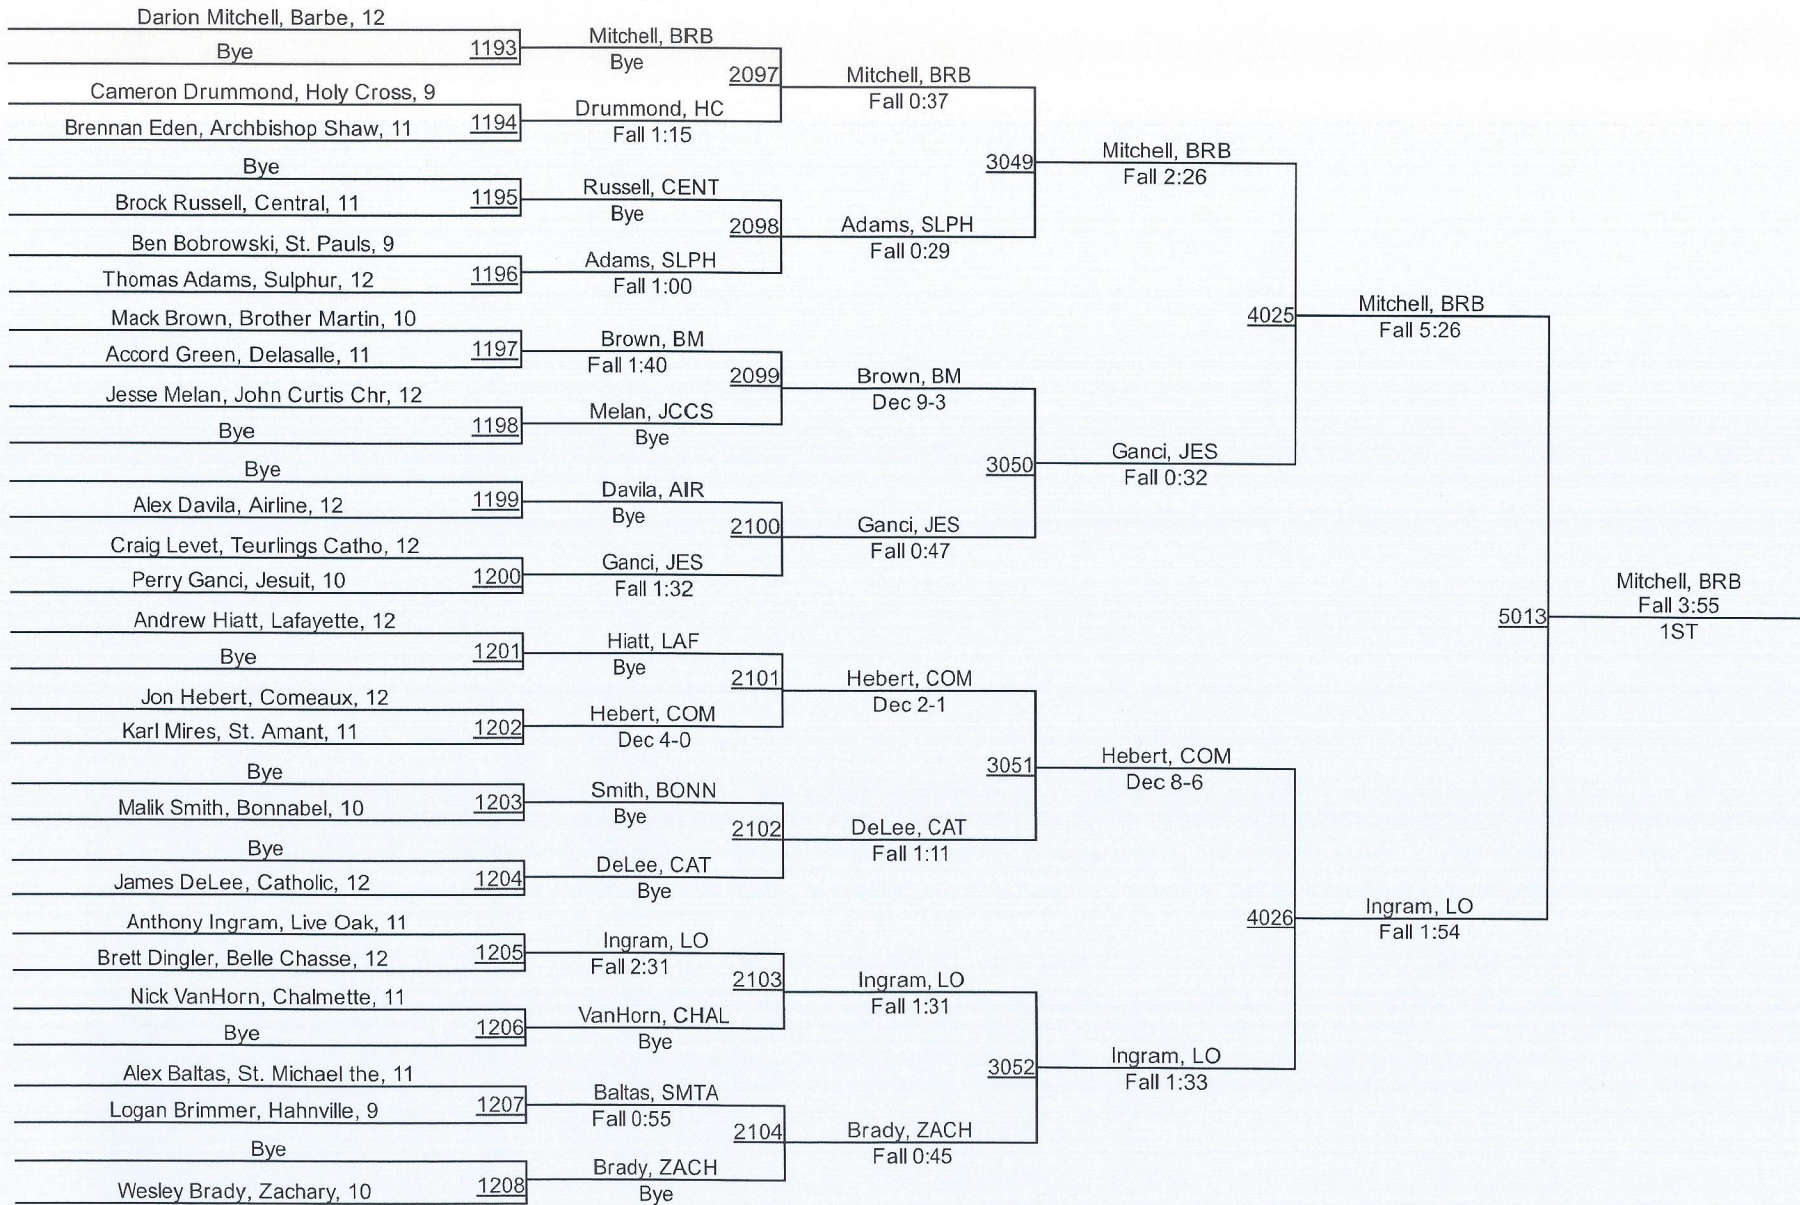 Darion Mitchell, Barbe, 12
Bye
1193
Cameron Drummond, Holy Cross, 9
Brennan Eden, Archbishop Shaw, 11
1194
Bye
Brock Russell, Central, 11
1195
Ben Bobrowski, St. Pauls, 9
Thomas Adams, Sulphur, 12
1196
Mack Brown, Brother Martin, 10
Accord Green, Delasalle, 11
1197
Jesse Melan, John Curtis Chr, 12
Bye
1198
Bye
Alex Davila, Airline, 12
1199
Craig Levet, Teurlings Catho, 12
Perry Ganci, Jesuit, 10
1200
Andrew Hiatt, Lafayette, 12
Bye
1201
Jon Hebert, Comeaux, 12
Karl Mires, St. Amant, 11
1202
Bye
Malik Smith, Bonnabel, 10
1203
Bye
James DeLee, Catholic, 12
1204
Anthony Ingram, Live Oak, 11
Brett Dingler, Belle Chasse, 12
1205
Nick VanHorn, Chalmette, 11
Bye
1206
Alex Baltas, St. Michael the, 11
Logan Brimmer, Hahnville, 9
1207
Bye
Wesley Brady, Zachary, 10
1208
Mitchell, BRB
Bye
2097
Drummond, HC
Fall 1:15
Russell, CENT
Bye
2098
Adams, SLPH
Fall 1:00
Brown, BM
Fall 1:40
2099
Melan, JCCS
Bye
Davila, AIR
Bye
2100
Ganci, JES
Fall 1:32
Hiatt, LAF
Bye
2101
Hebert, COM
Dec 4-0
Smith, BONN
Bye
2102
DeLee, CAT
Bye
Ingram, LO
Fall 2:31
2103
VanHorn, CHAL
Bye
Baltas, SMTA
Fall 0:55
2104
Brady, ZACH
Bye
Mitchell, BRB
Fall 0:37
3049
Adams, SLPH
Fall 0:29
Brown, BM
Dec 9-3
3050
Ganci, JES
Fall 0:47
Hebert, COM
Dec 2-1
3051
DeLee, CAT
Fall 1:11
Ingram, LO
Fall 1:31
3052
Brady, ZACH
Fall 0:45
Mitchell, BRB
Fall 2:26
4025
Ganci, JES
Fall 0:32
Hebert, COM
Dec 8-6
4026
Ingram, LO
Fall 1:33
Mitchell, BRB
Fall 5:26
5013
Ingram, LO
Fall 1:54
Mitchell, BRB
Fall 3:55
1ST